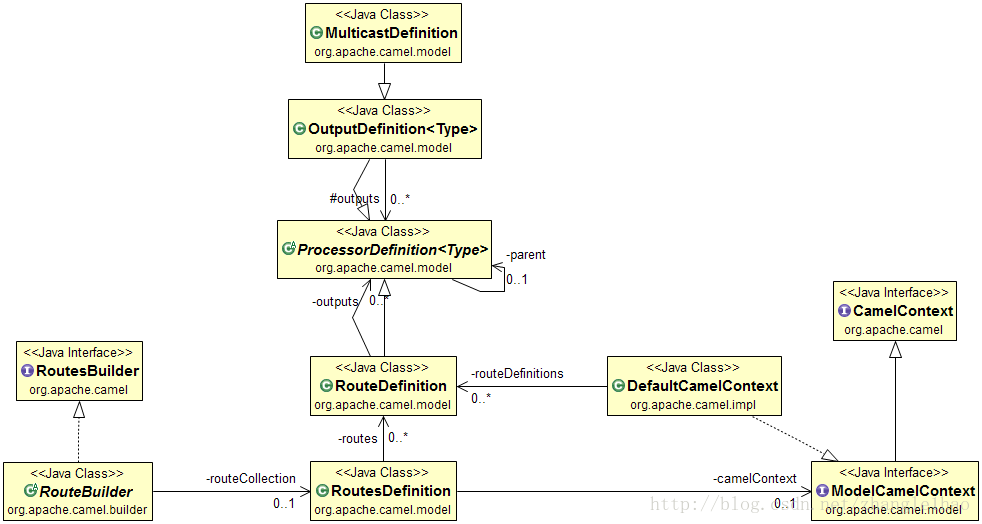 <<Java Class>>
MulticastDefinition
org.apache.camel.model
<<Java Class>>
OutputDefinition<Type>
org.apache.camel.model
#outputs 0..*
<<Java Class>>
ProcessorDefinition<Type>
org.apache.camel.model
-parent
0..1
-outputs 0..*
<<Java Interface>>
CamelContext
org.apache.camel
<<Java Interface>>
RoutesBuilder
org.apache.camel
<<Java Class>>
RouteDefinition
org.apache.camel.model
-routeDefinitions
0..*
<<Java Class>>
DefaultCamelContext
org.apache.camel.impl
-routes 0..*
<<Java Class>>
RouteBuilder
org.apache.camel.builder
-routeCollection
0..1
<<Java Class>>
RoutesDefinition
org.apache.camel.model
-camelContext
0..1
<<Java Interface>>
ModelCamelContext
org.apache.camel.model